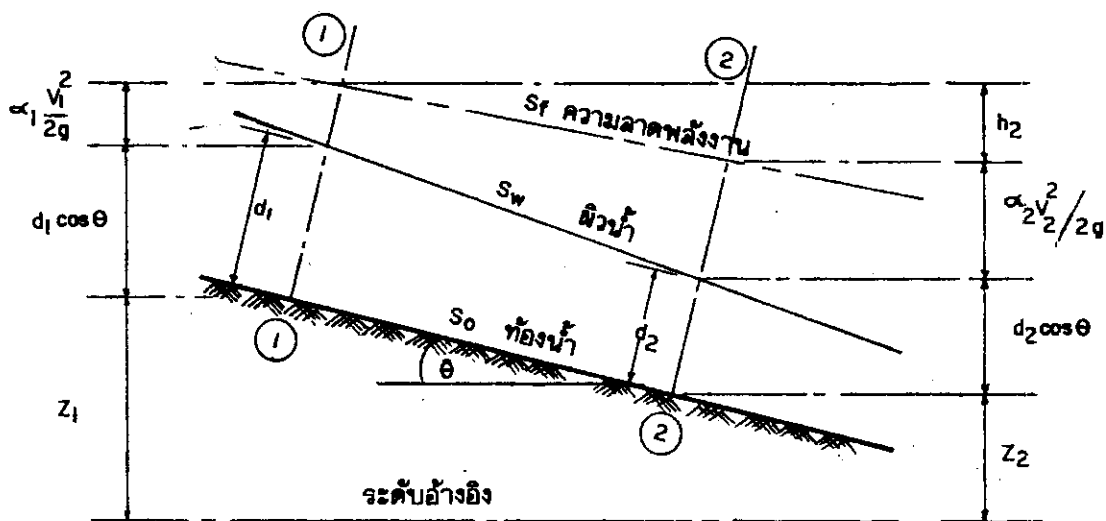 1
2
α₁ V₁²/2g
Sf ความลาดพลังงาน
h₂
d₁
Sw ผิวน้ำ
α₂V₂²/2g
d₁ cos θ
So ท้องน้ำ
d₂
d₂ cos θ
1
θ
Z₁
2
Z₂
ระดับอ้างอิง